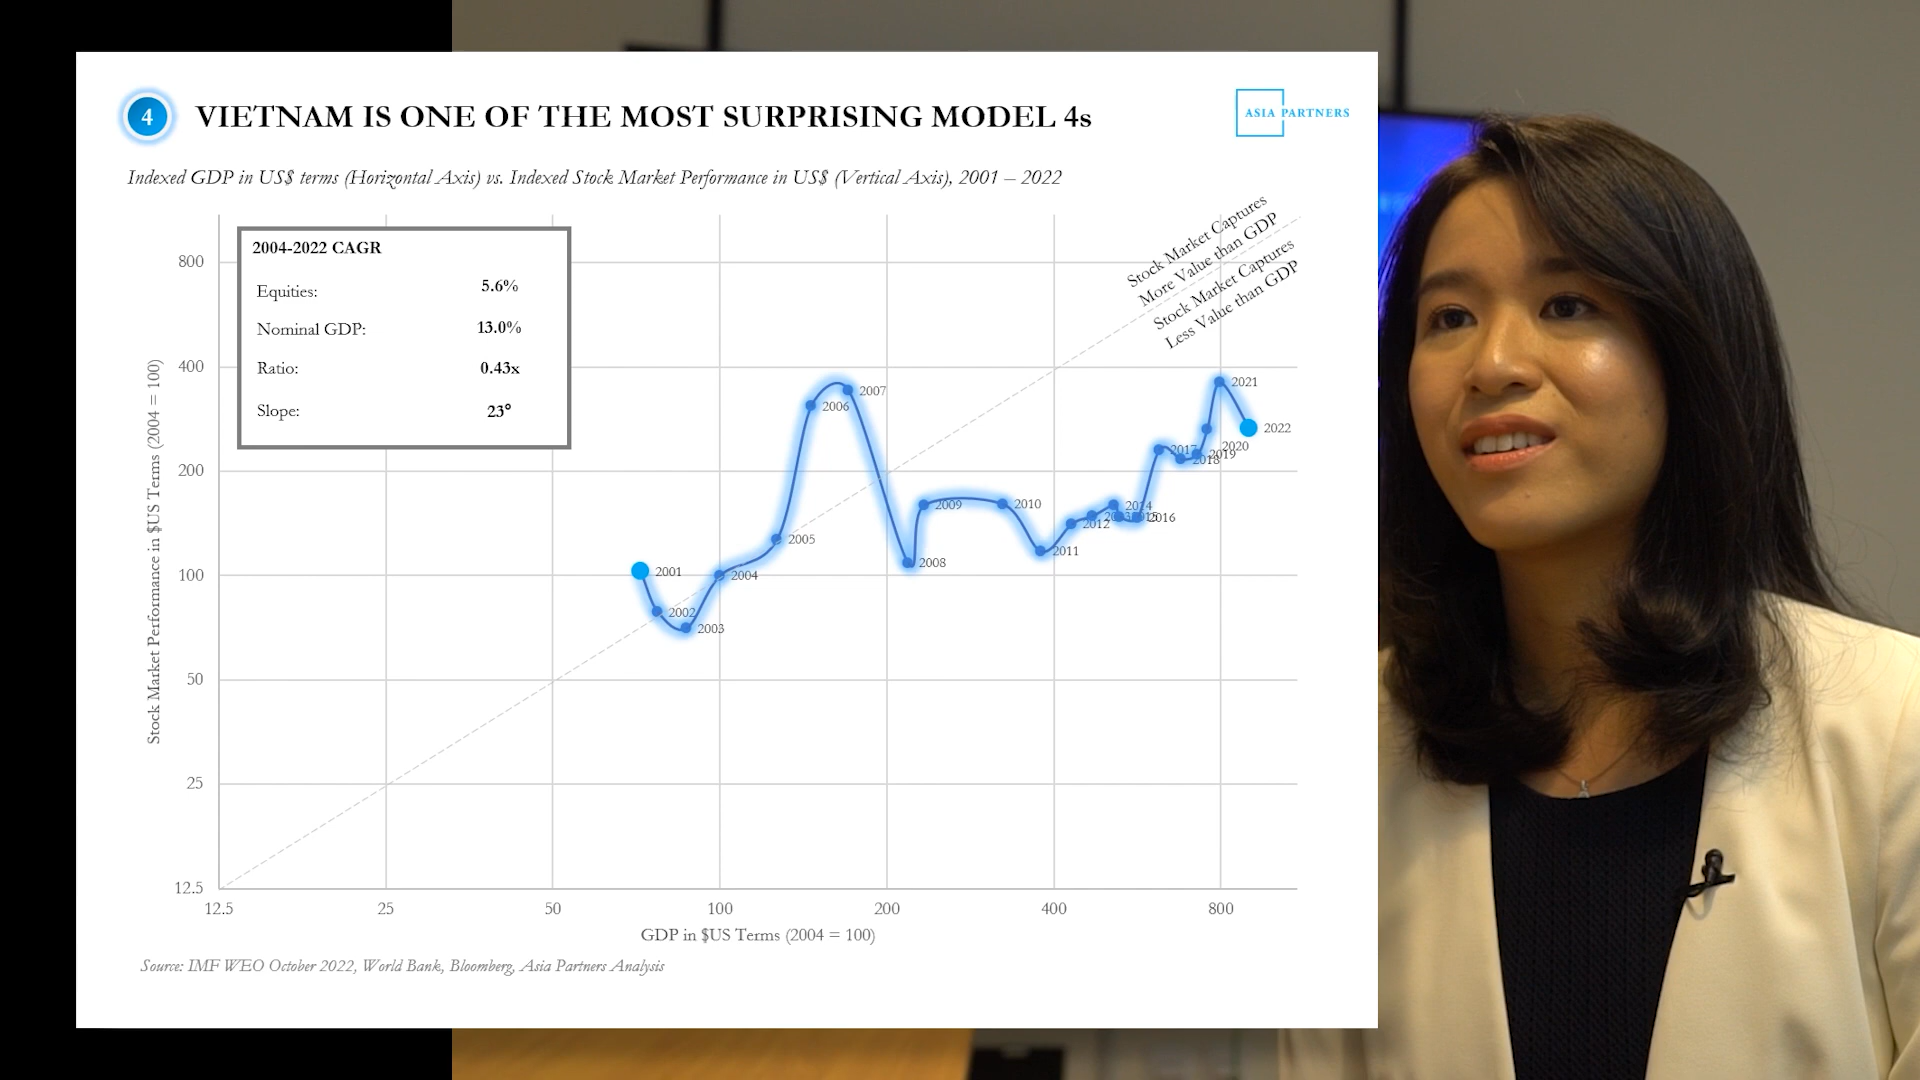 4
VIETNAM IS ONE OF THE MOST SURPRISING MODEL 4s
ASIA PARTNERS
Indexed GDP in US$ terms (Horizontal Axis) vs. Indexed Stock Market Performance in US$ (Vertical Axis), 2001 – 2022
2004-2022 CAGR
Equities: 5.6%
Nominal GDP: 13.0%
Ratio: 0.43x
Slope: 23°
Stock Market Captures
More Value than GDP
Stock Market Captures
Less Value than GDP
Stock Market Performance in $US Terms (2004 = 100)
800
400
200
100
50
25
12.5
2001
2002
2003
2004
2005
2006
2007
2008
2009
2010
2011
2012
2013
2014
2015
2016
2017
2018
2019
2020
2021
2022
12.5 25 50 100 200 400 800
GDP in $US Terms (2004 = 100)
Source: IMF WEO October 2022, World Bank, Bloomberg, Asia Partners Analysis